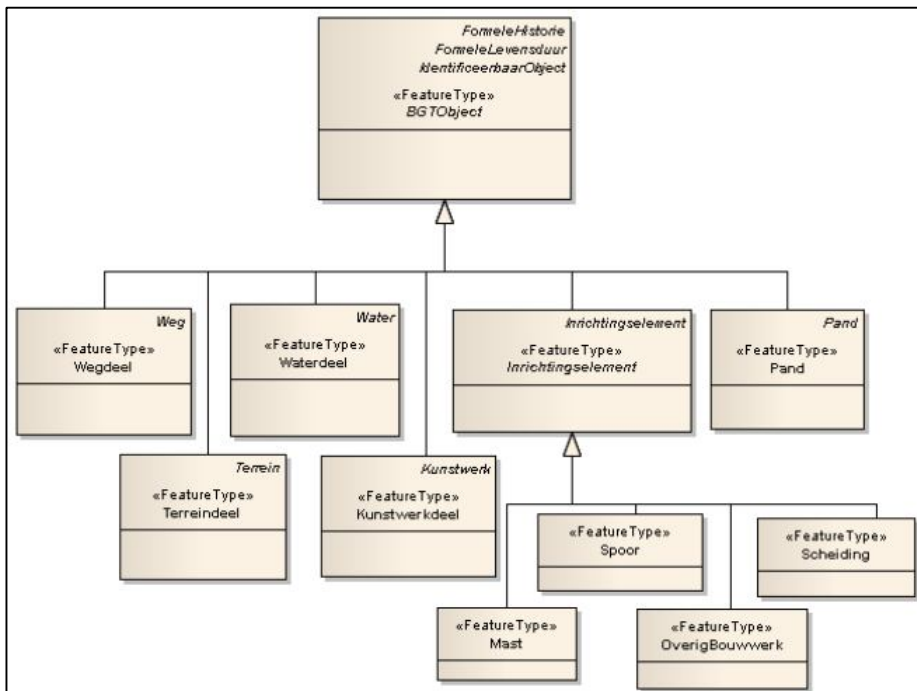 FormeleHistorie
FormeleLevensduur
IdentificeerbaarObject
«FeatureType»
BGTObject
Weg
«FeatureType»
Wegdeel
Water
«FeatureType»
Waterdeel
Inrichtingselement
«FeatureType»
Inrichtingselement
Pand
«FeatureType»
Pand
Terrein
«FeatureType»
Terreindeel
Kunstwerk
«FeatureType»
Kunstwerkdeel
«FeatureType»
Spoor
«FeatureType»
Scheiding
«FeatureType»
Mast
«FeatureType»
OverigBouwwerk